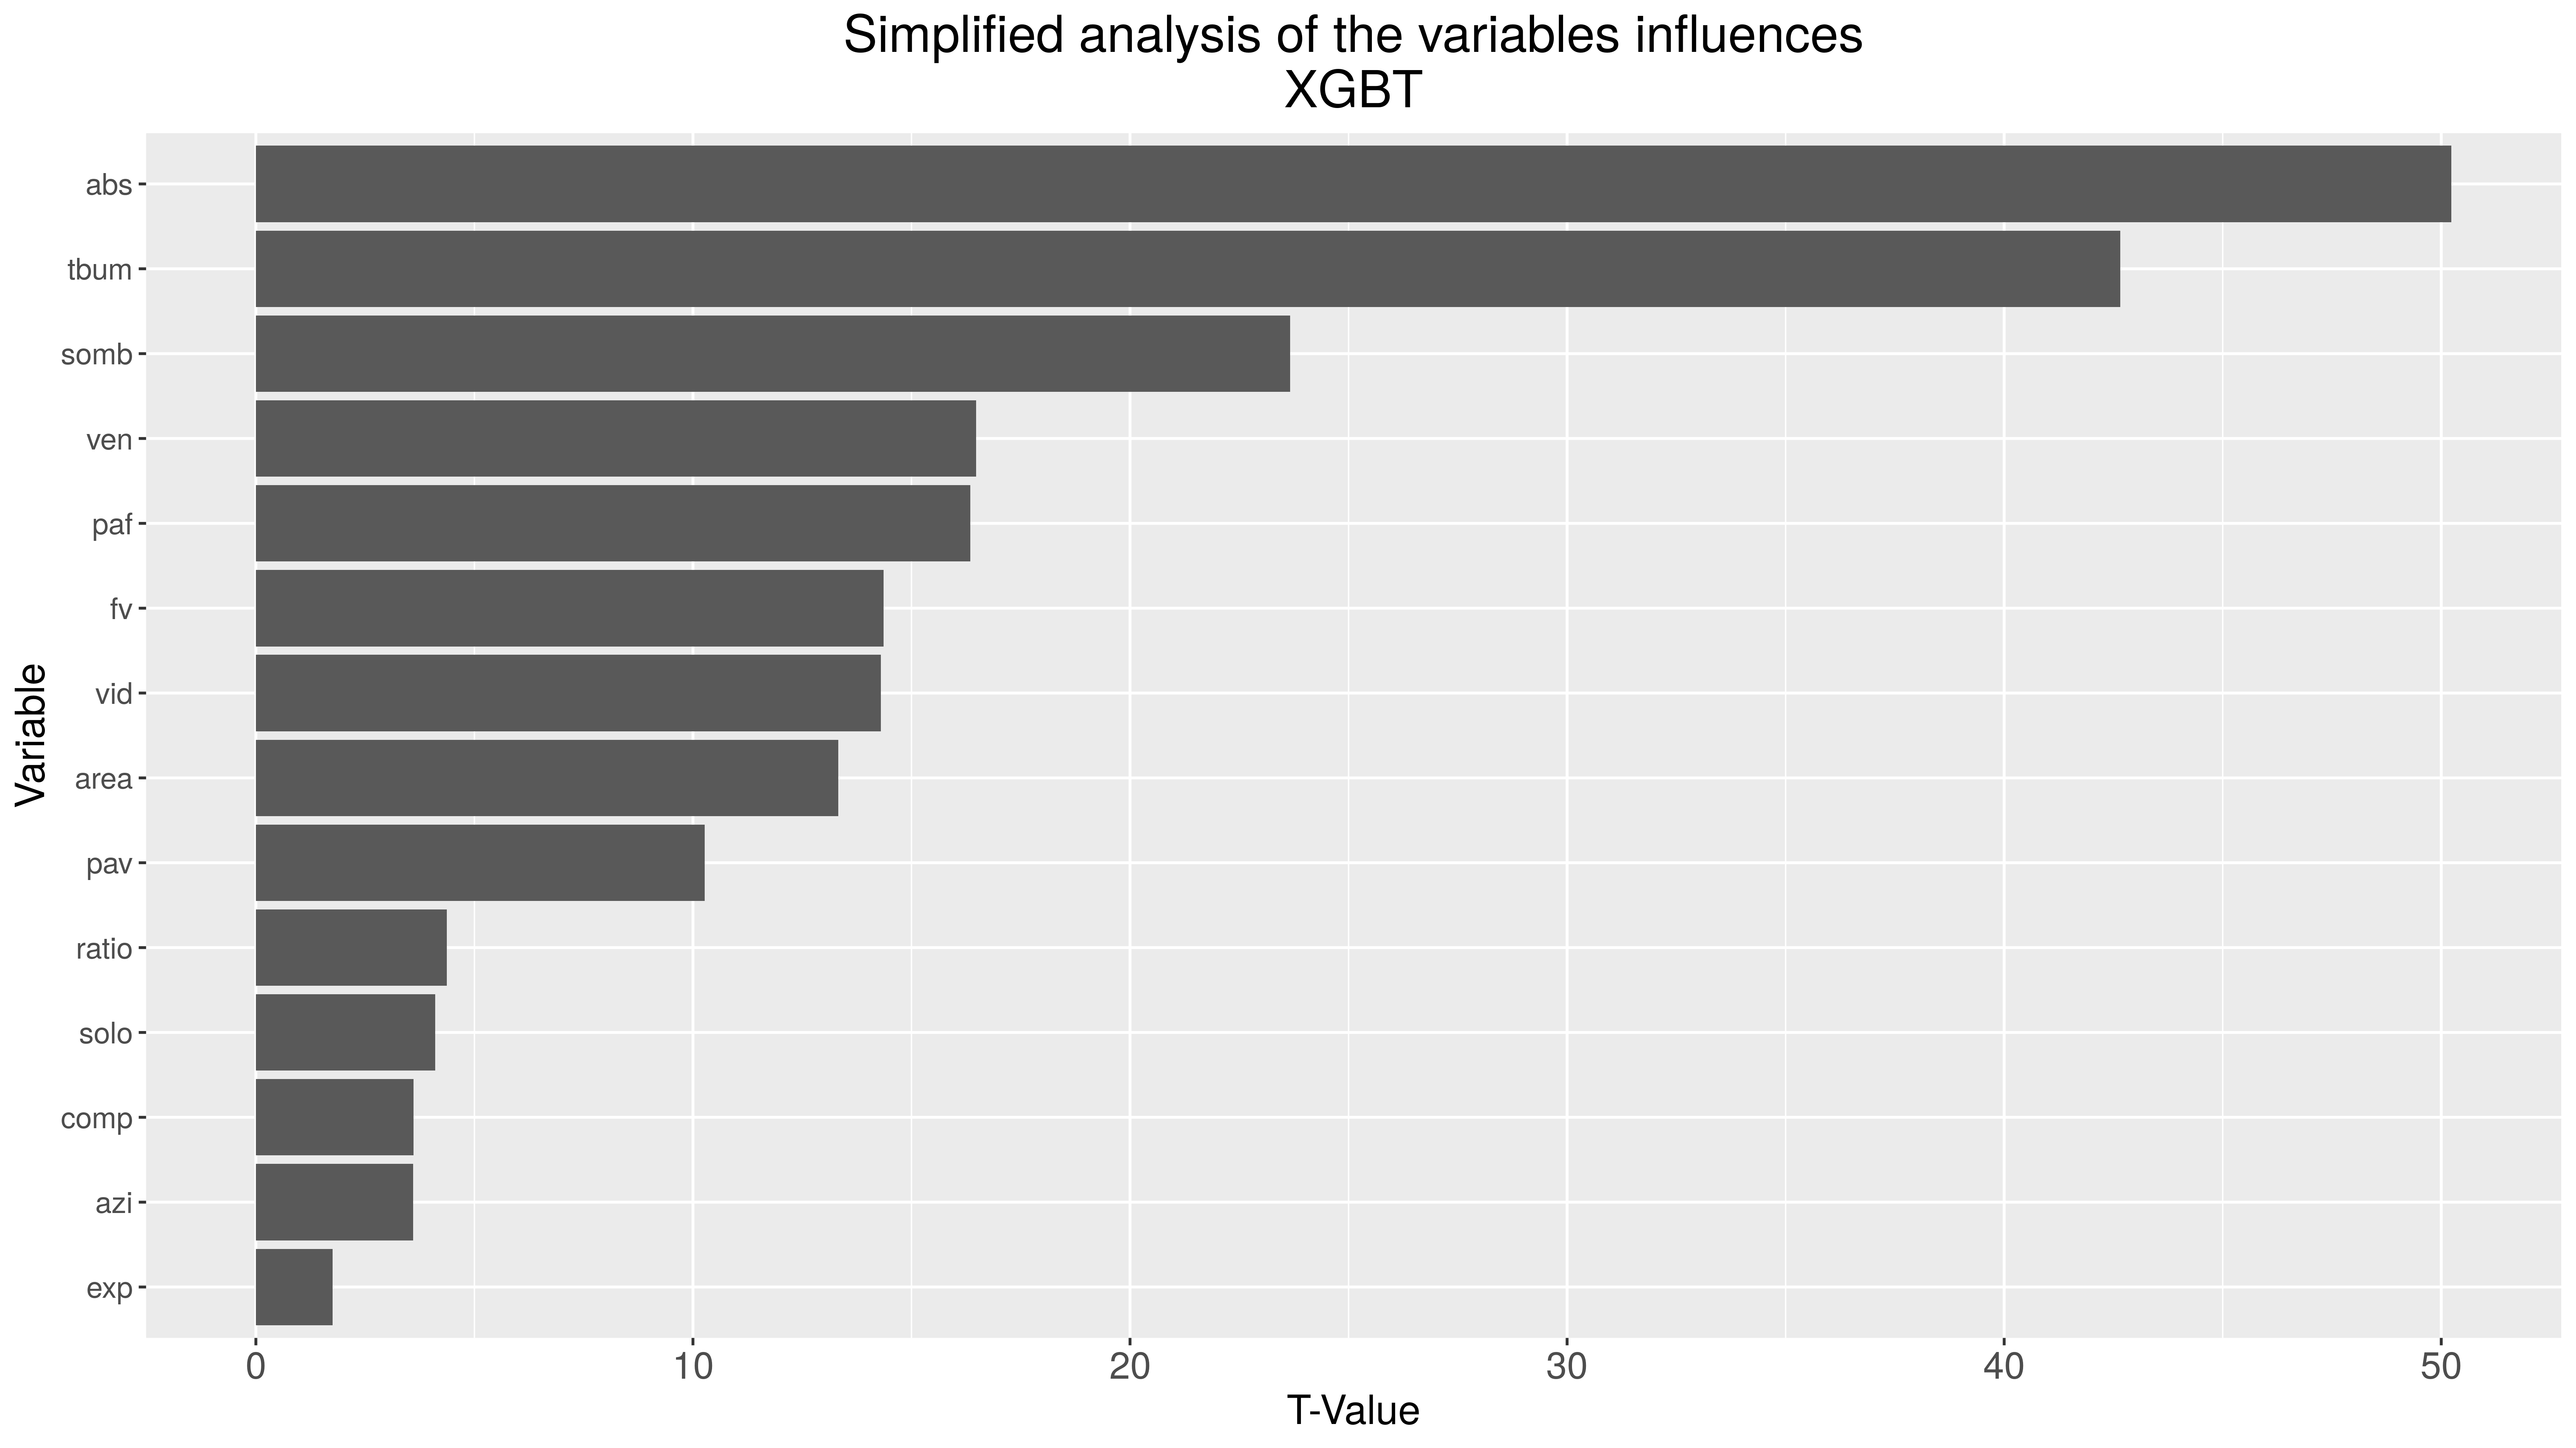 Simplified analysis of the variables influences
XGBT
Variable
abs
tbum
somb
ven
paf
fv
vid
area
pav
ratio
solo
comp
azi
exp
0 10 20 30 40 50
T-Value